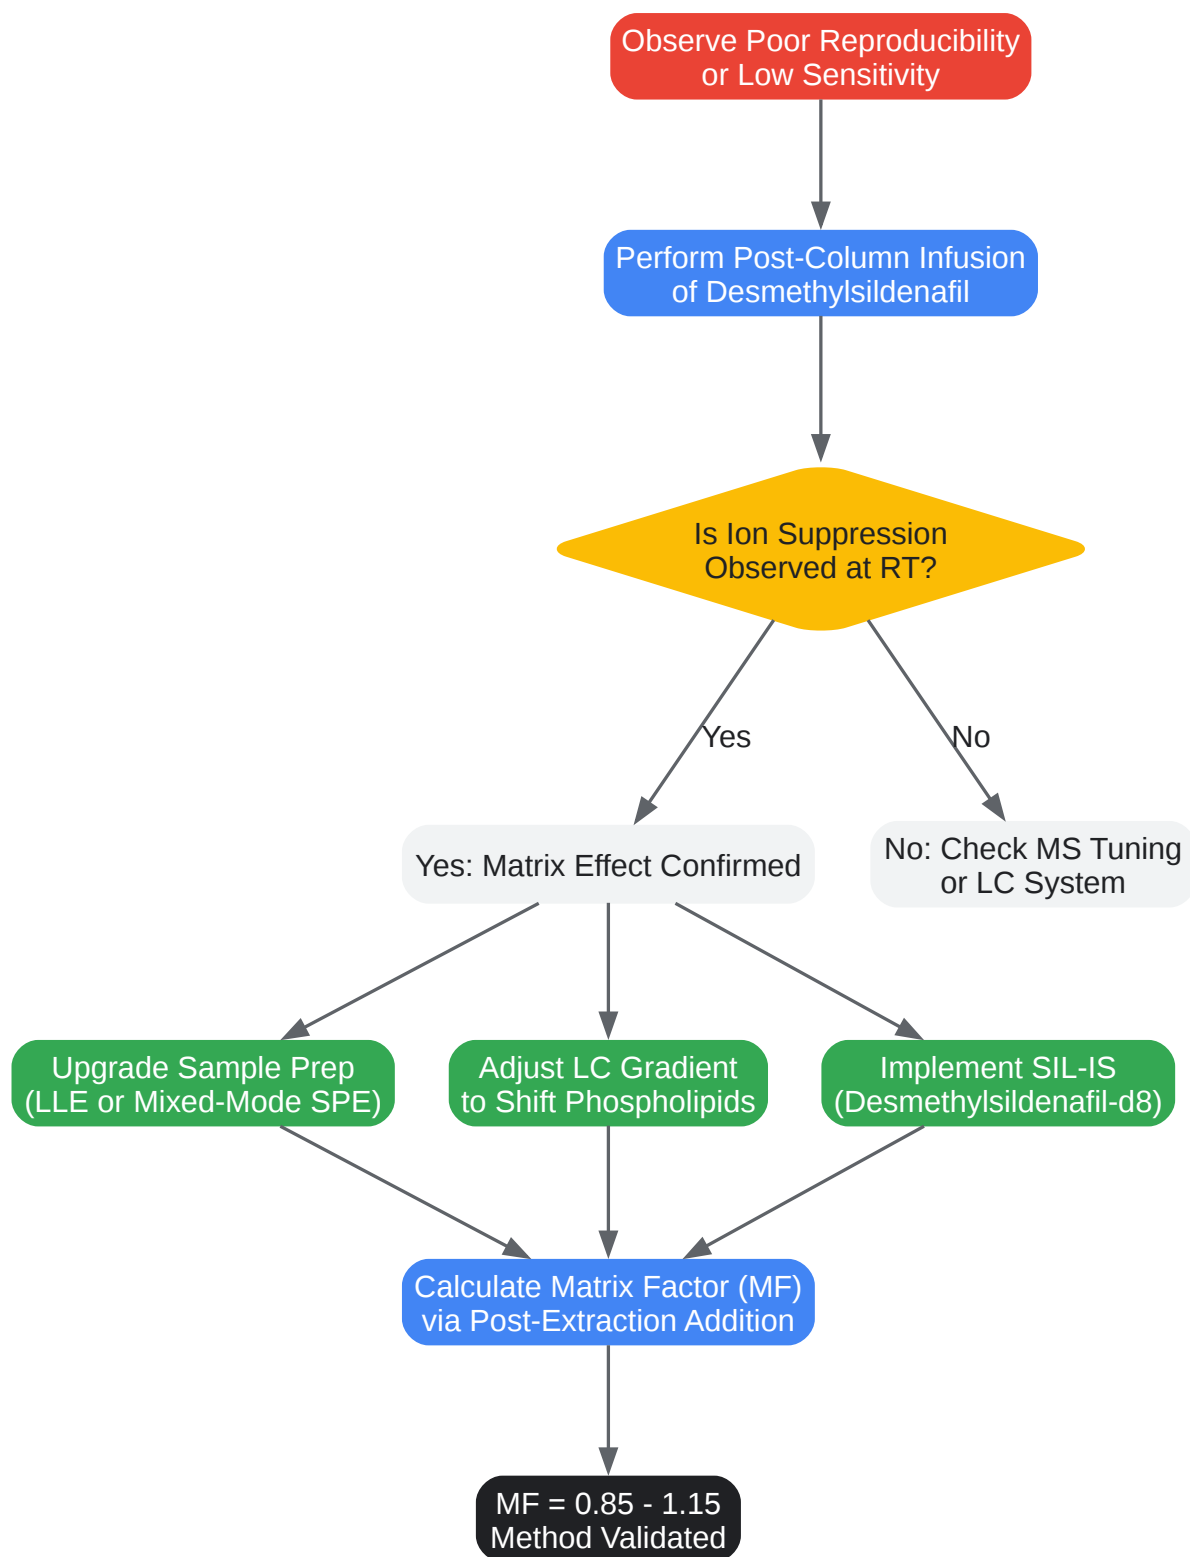 Observe Poor Reproducibility
or Low Sensitivity
Perform Post-Column Infusion
of Desmethylsildenafil
Is Ion Suppression
Observed at RT?
Yes
No
Yes: Matrix Effect Confirmed
No: Check MS Tuning
or LC System
Upgrade Sample Prep
(LLE or Mixed-Mode SPE)
Adjust LC Gradient
to Shift Phospholipids
Implement SIL-IS
(Desmethylsildenafil-d8)
Calculate Matrix Factor (MF)
via Post-Extraction Addition
MF = 0.85 - 1.15
Method Validated